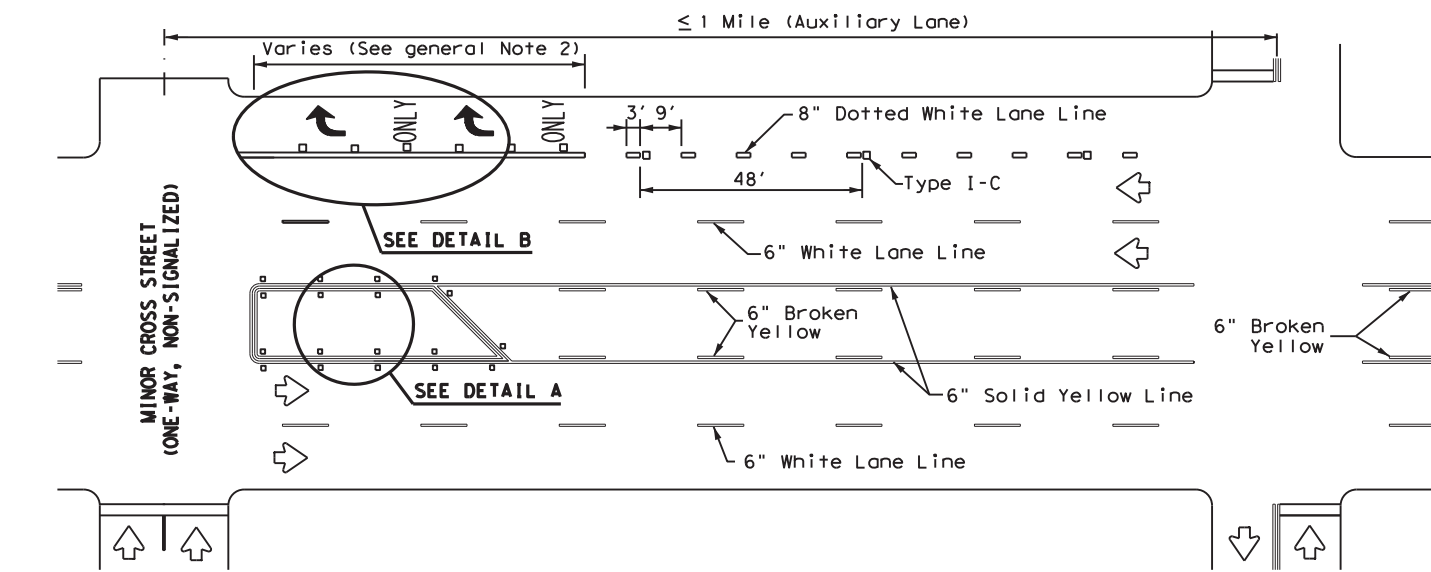 ≤ 1 Mile (Auxiliary Lane)
Varies (See general Note 2)
ONLY
ONLY
3' 9'
8" Dotted White Lane Line
48'
Type I-C
SEE DETAIL B
6" White Lane Line
MINOR CROSS STREET
(ONE-WAY, NON-SIGNALIZED)
6" Broken
Yellow
6" Broken
Yellow
SEE DETAIL A
6" Solid Yellow Line
6" White Lane Line